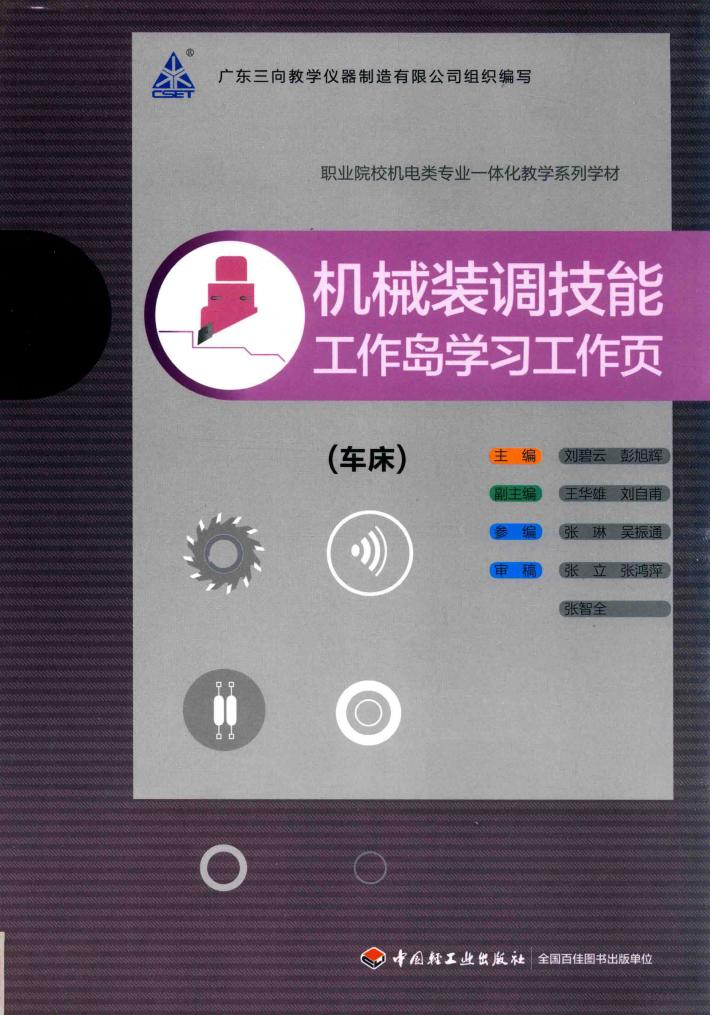 CSET
®
广东三向教学仪器制造有限公司组织编写
职业院校机电类专业一体化教学系列学材
机械装调技能
工作岛学习工作页
（车床）
主 编 刘碧云 彭旭辉
副主编 王华雄 刘自甫
参 编 张 琳 吴振通
审 稿 张 立 张鸿萍
张智全
中国轻工业出版社 全国百佳图书出版单位